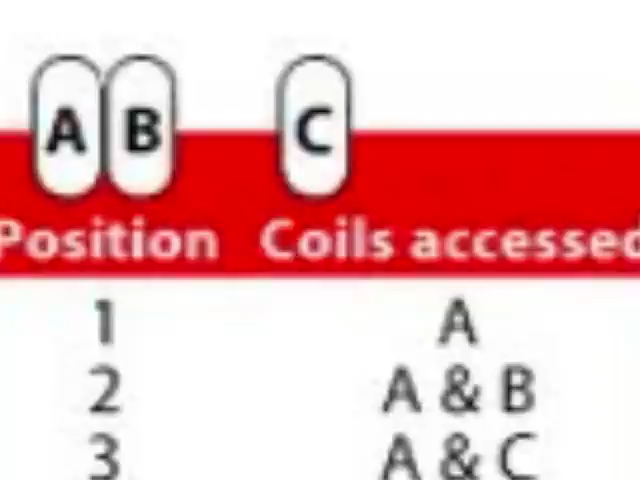 A B C
Position Coils accessed
1 A
2 A & B
3 A & C